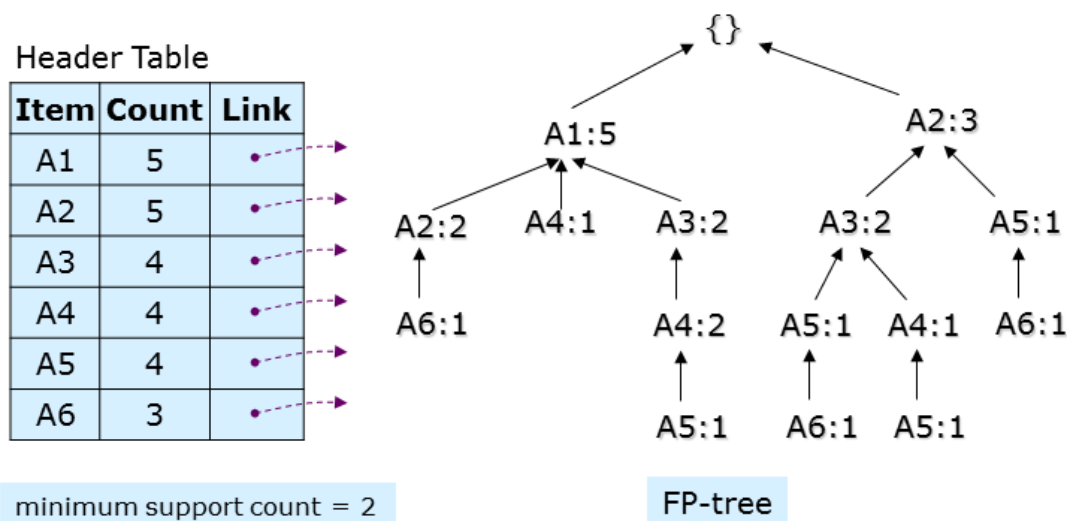 Header Table
Item Count Link
A1 5
A2 5
A3 4
A4 4
A5 4
A6 3
minimum support count = 2
{}
A1:5 A2:3
A2:2 A4:1 A3:2 A3:2 A5:1
A6:1 A4:2 A5:1 A4:1 A6:1
A5:1 A6:1 A5:1
FP-tree